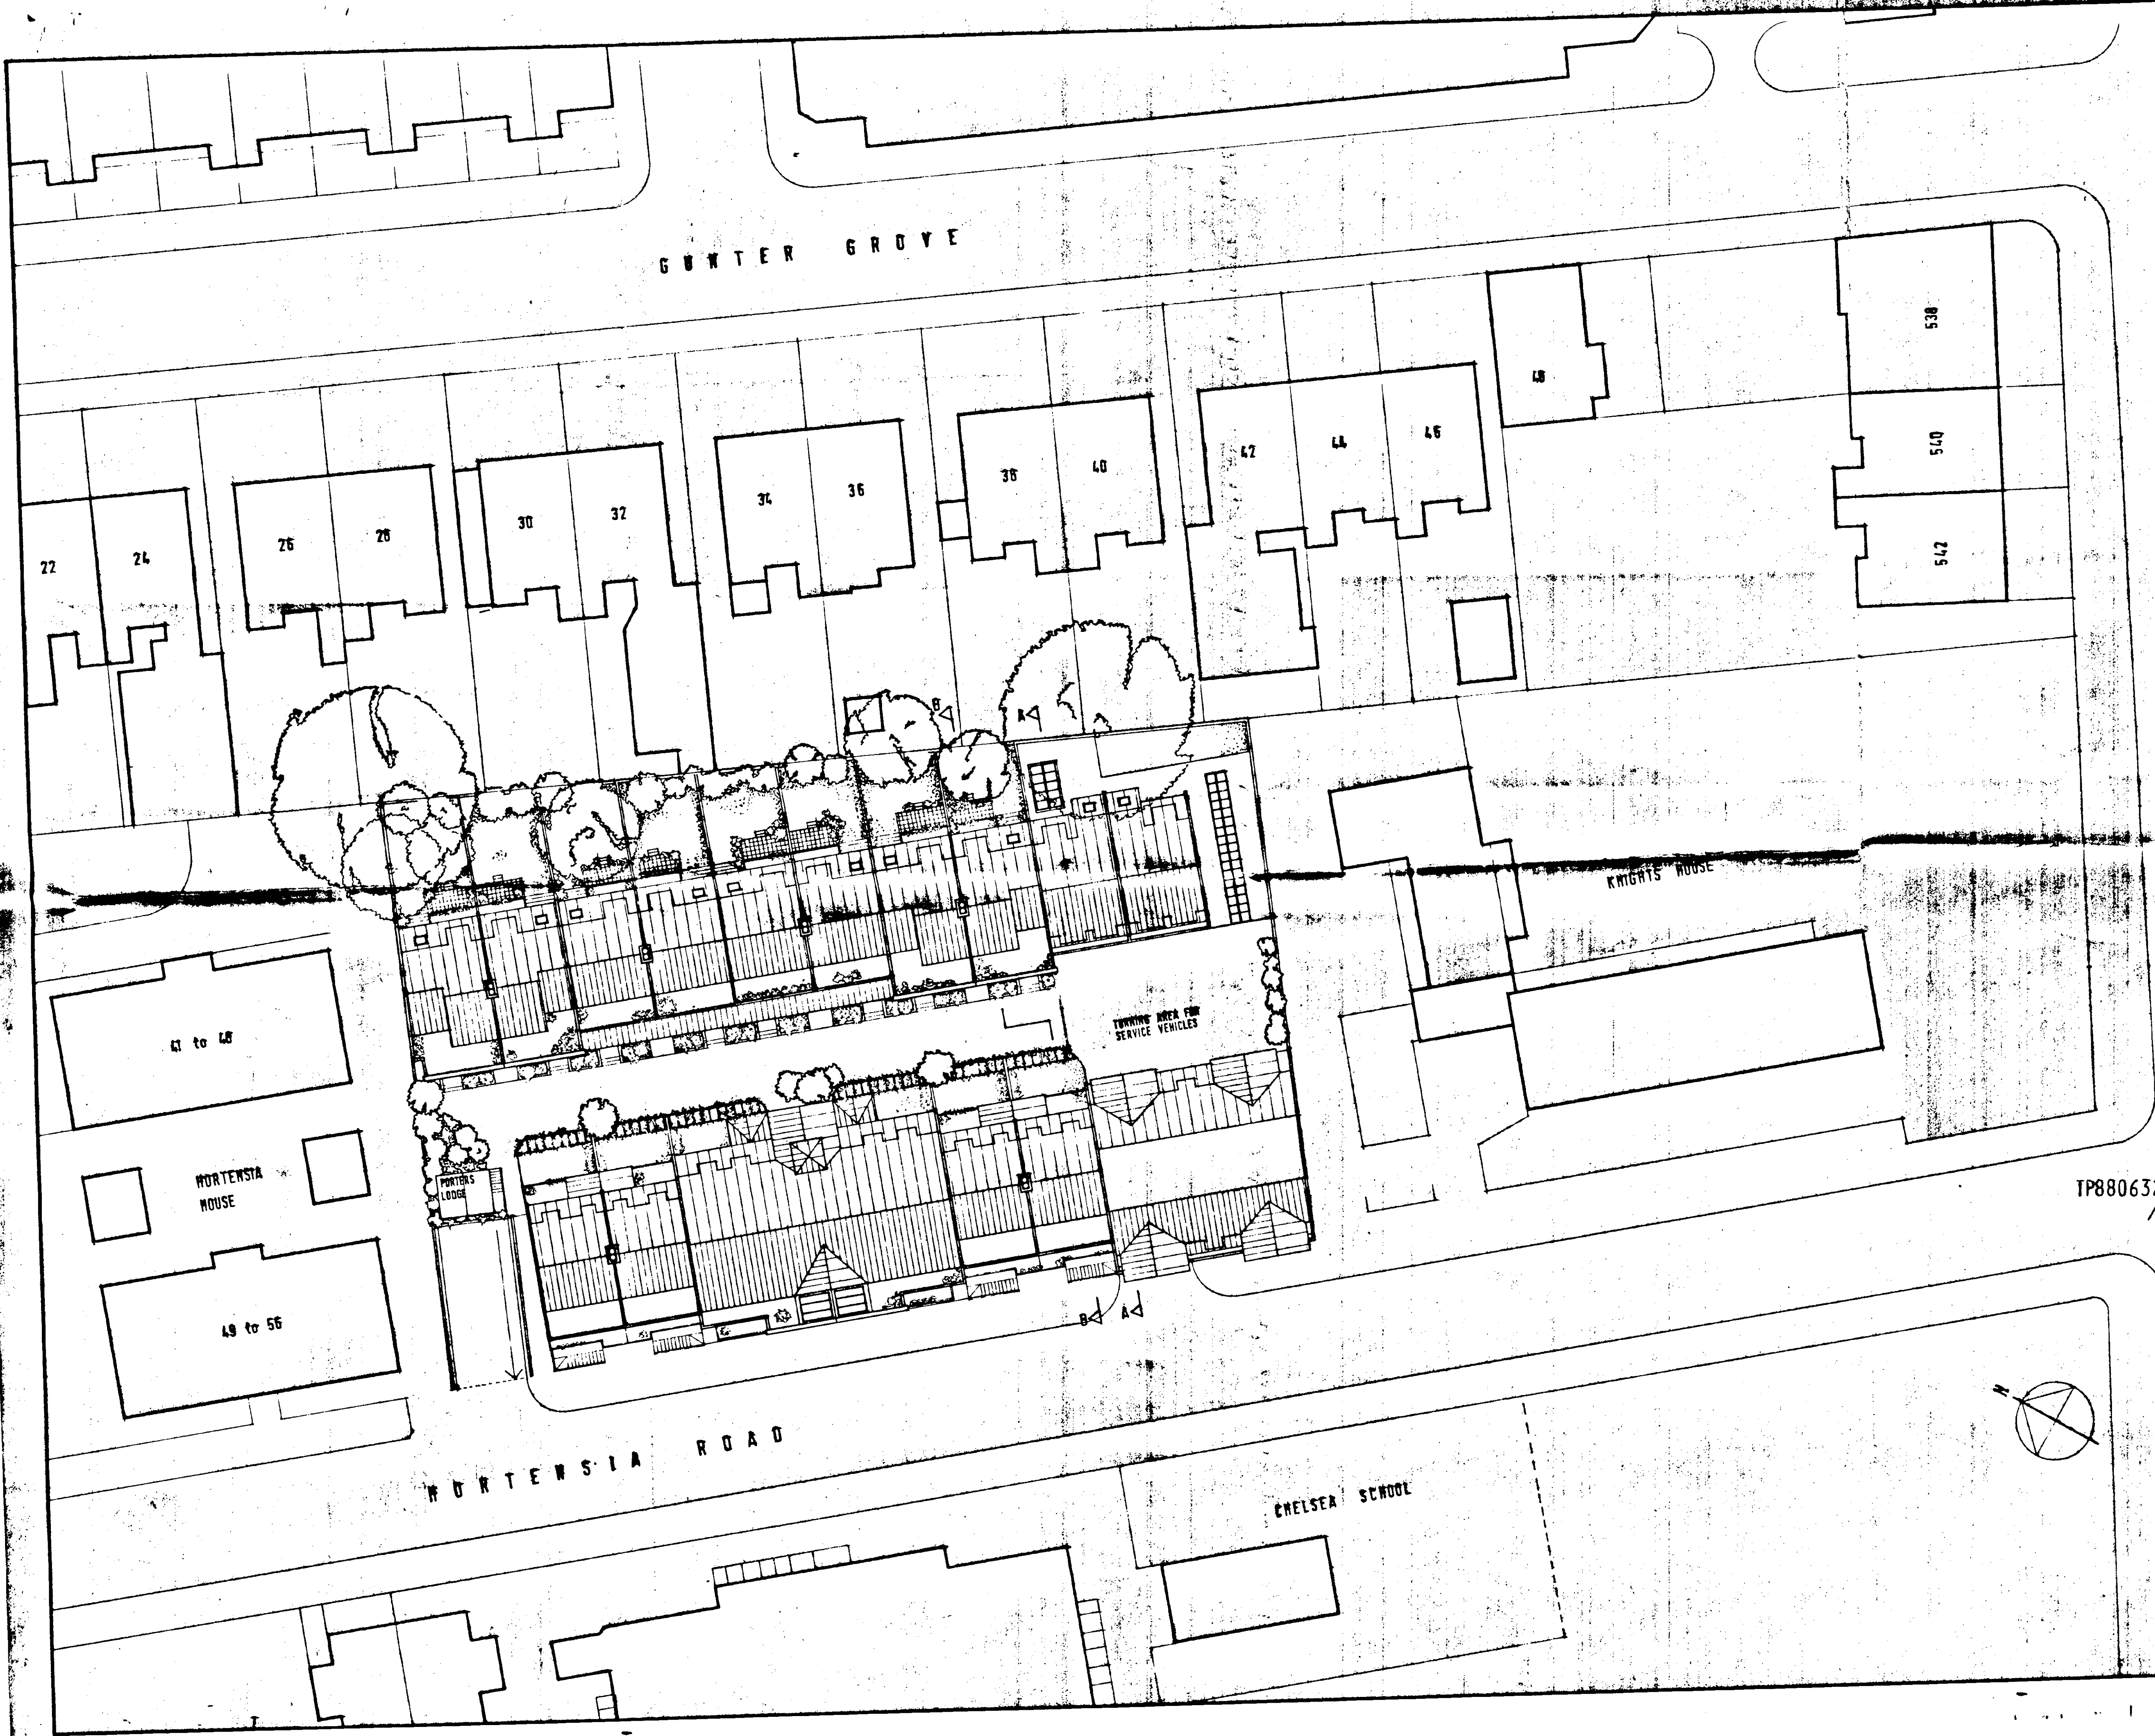 GUNTER GROVE
538
48
540
46
44
42
40
38
36
34
32
30
28
26
24
22
542
B
A
KNIGHTS HOUSE
TURNING AREA FOR
SERVICE VEHICLES
47 to 48
HORTENSIA
HOUSE
PORTERS
LODGE
TP880632
49 to 56
B
A
N
HORTENSIA ROAD
CHELSEA SCHOOL